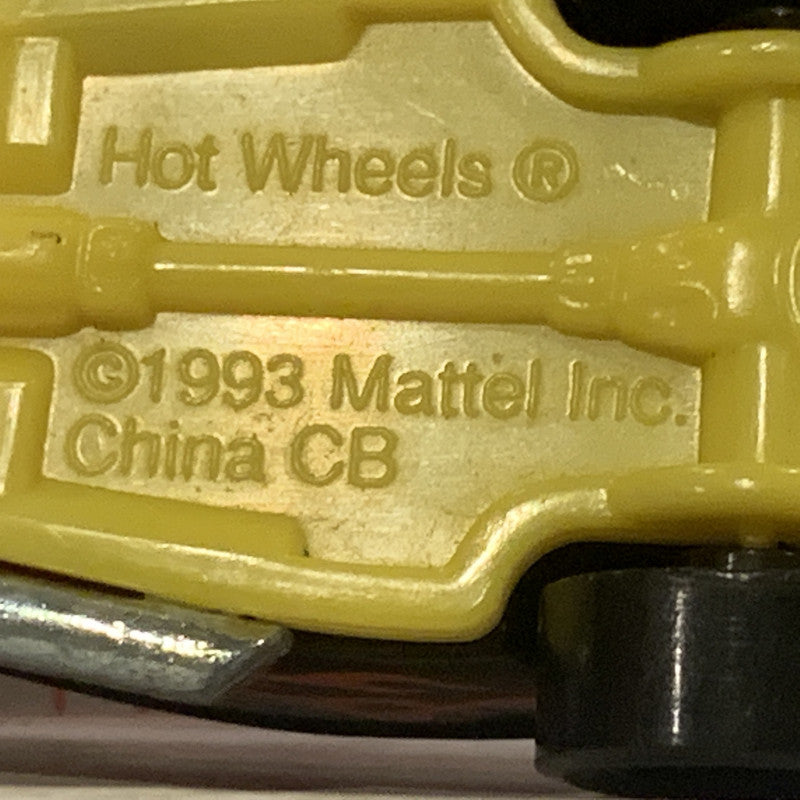 Hot Wheels ®
©1993 Mattel Inc.
China CB